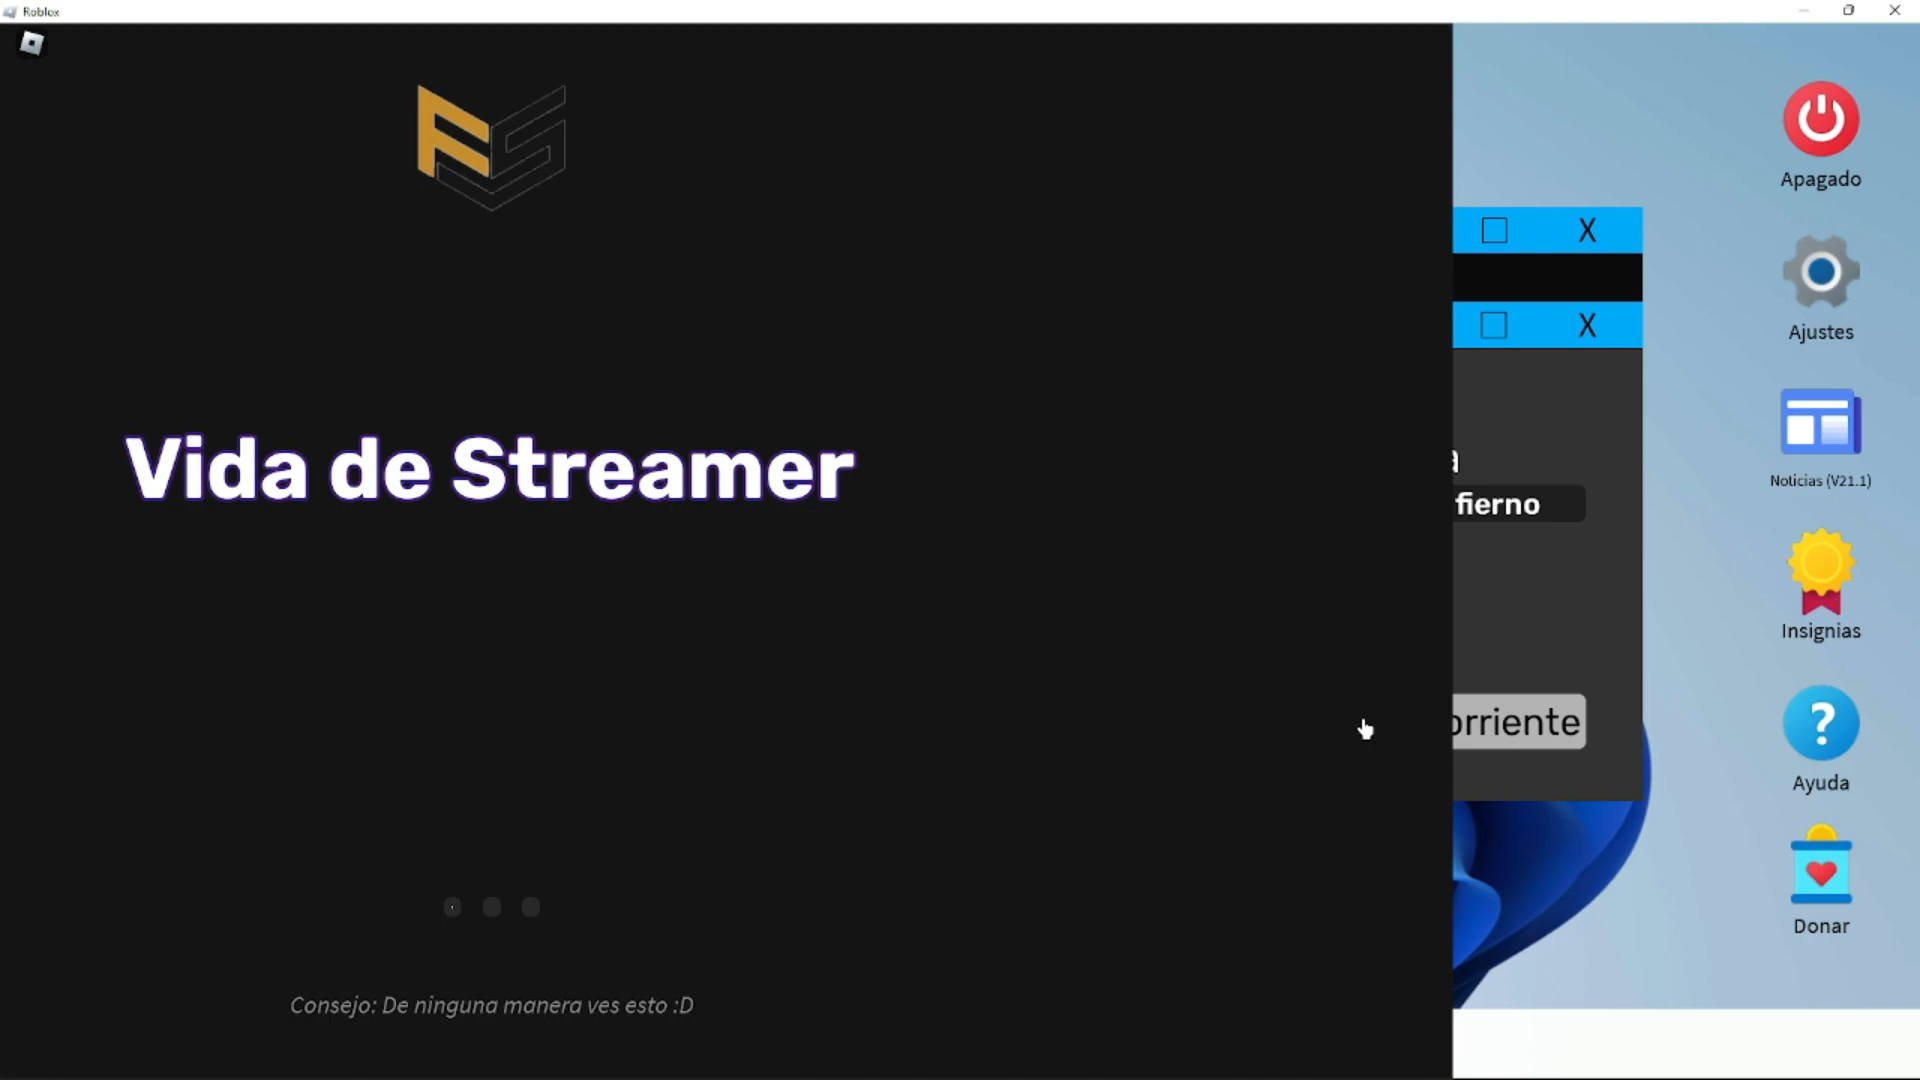 Roblox
Apagado
X
Ajustes
X
Vida de Streamer
Noticias (V21.1)
fierno
Insignias
orriente
Ayuda
Donar
Consejo: De ninguna manera ves esto :D